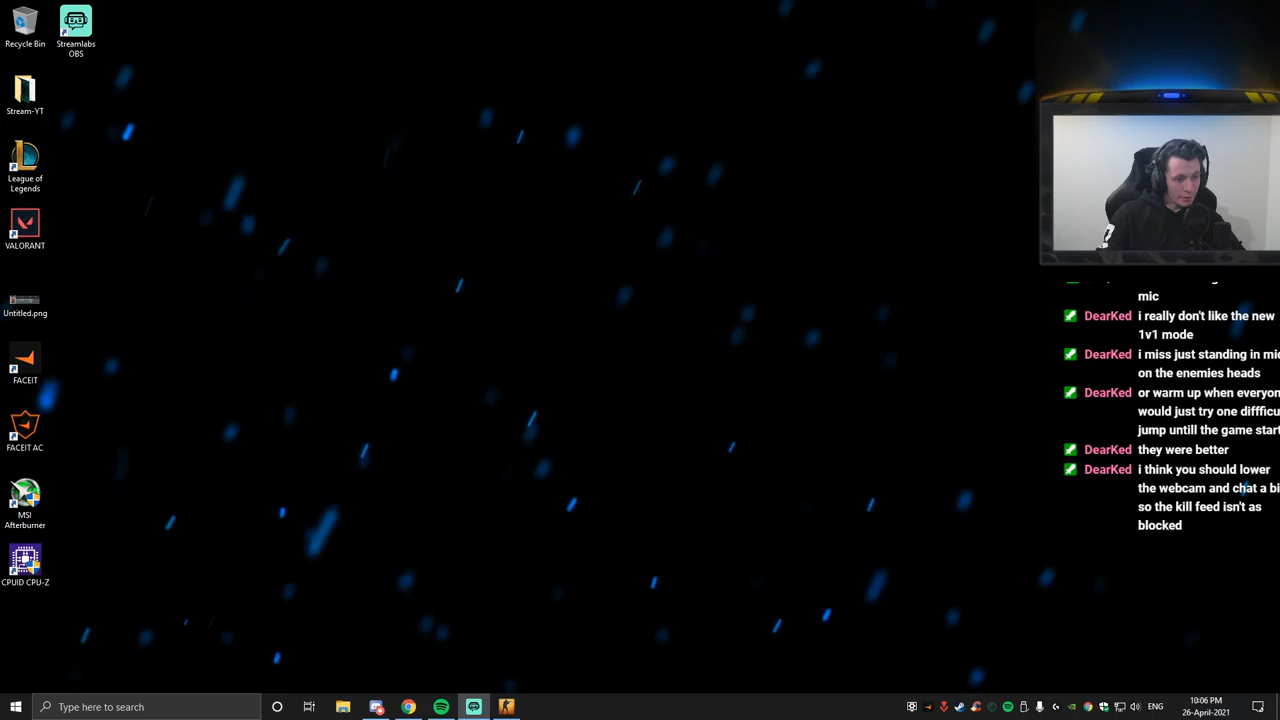 Recycle Bin
Streamlabs
OBS
Stream-YT
League of
Legends
VALORANT
Untitled.png
FACEIT
FACEIT AC
MSI
Afterburner
CPUID CPU-Z
mic
DearKed i really don't like the new
1v1 mode
DearKed i miss just standing in mid
on the enemies heads
DearKed or warm up when everyon
would just try one diffficu
jump untill the game start
DearKed they were better
DearKed i think you should lower
the webcam and chat a bi
so the kill feed isn't as
blocked
Type here to search
ENG
10:06 PM
26-April-2021